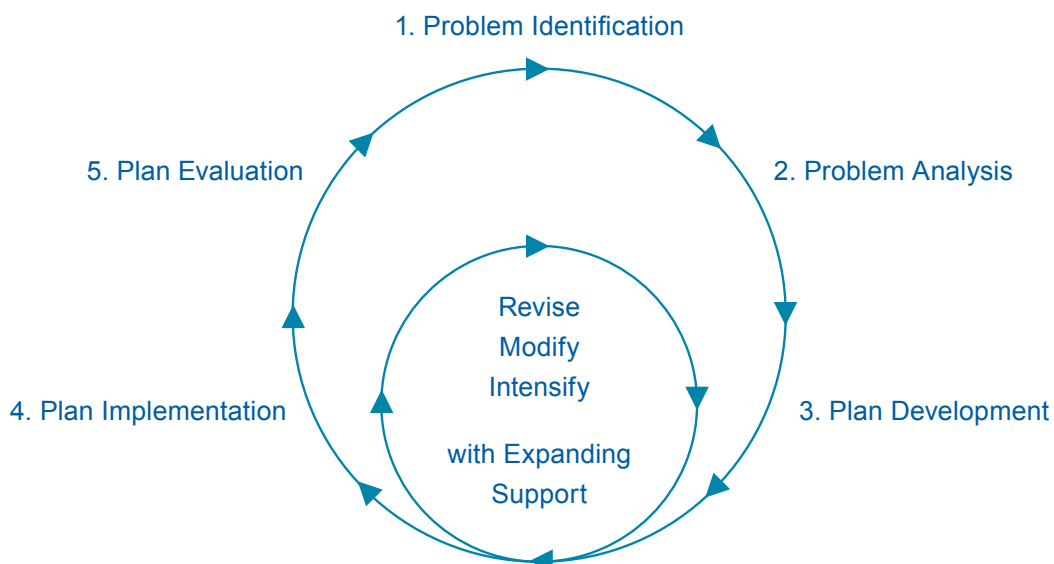 1. Problem Identification
2. Problem Analysis
3. Plan Development
4. Plan Implementation
5. Plan Evaluation
Revise
Modify
Intensify
with Expanding
Support